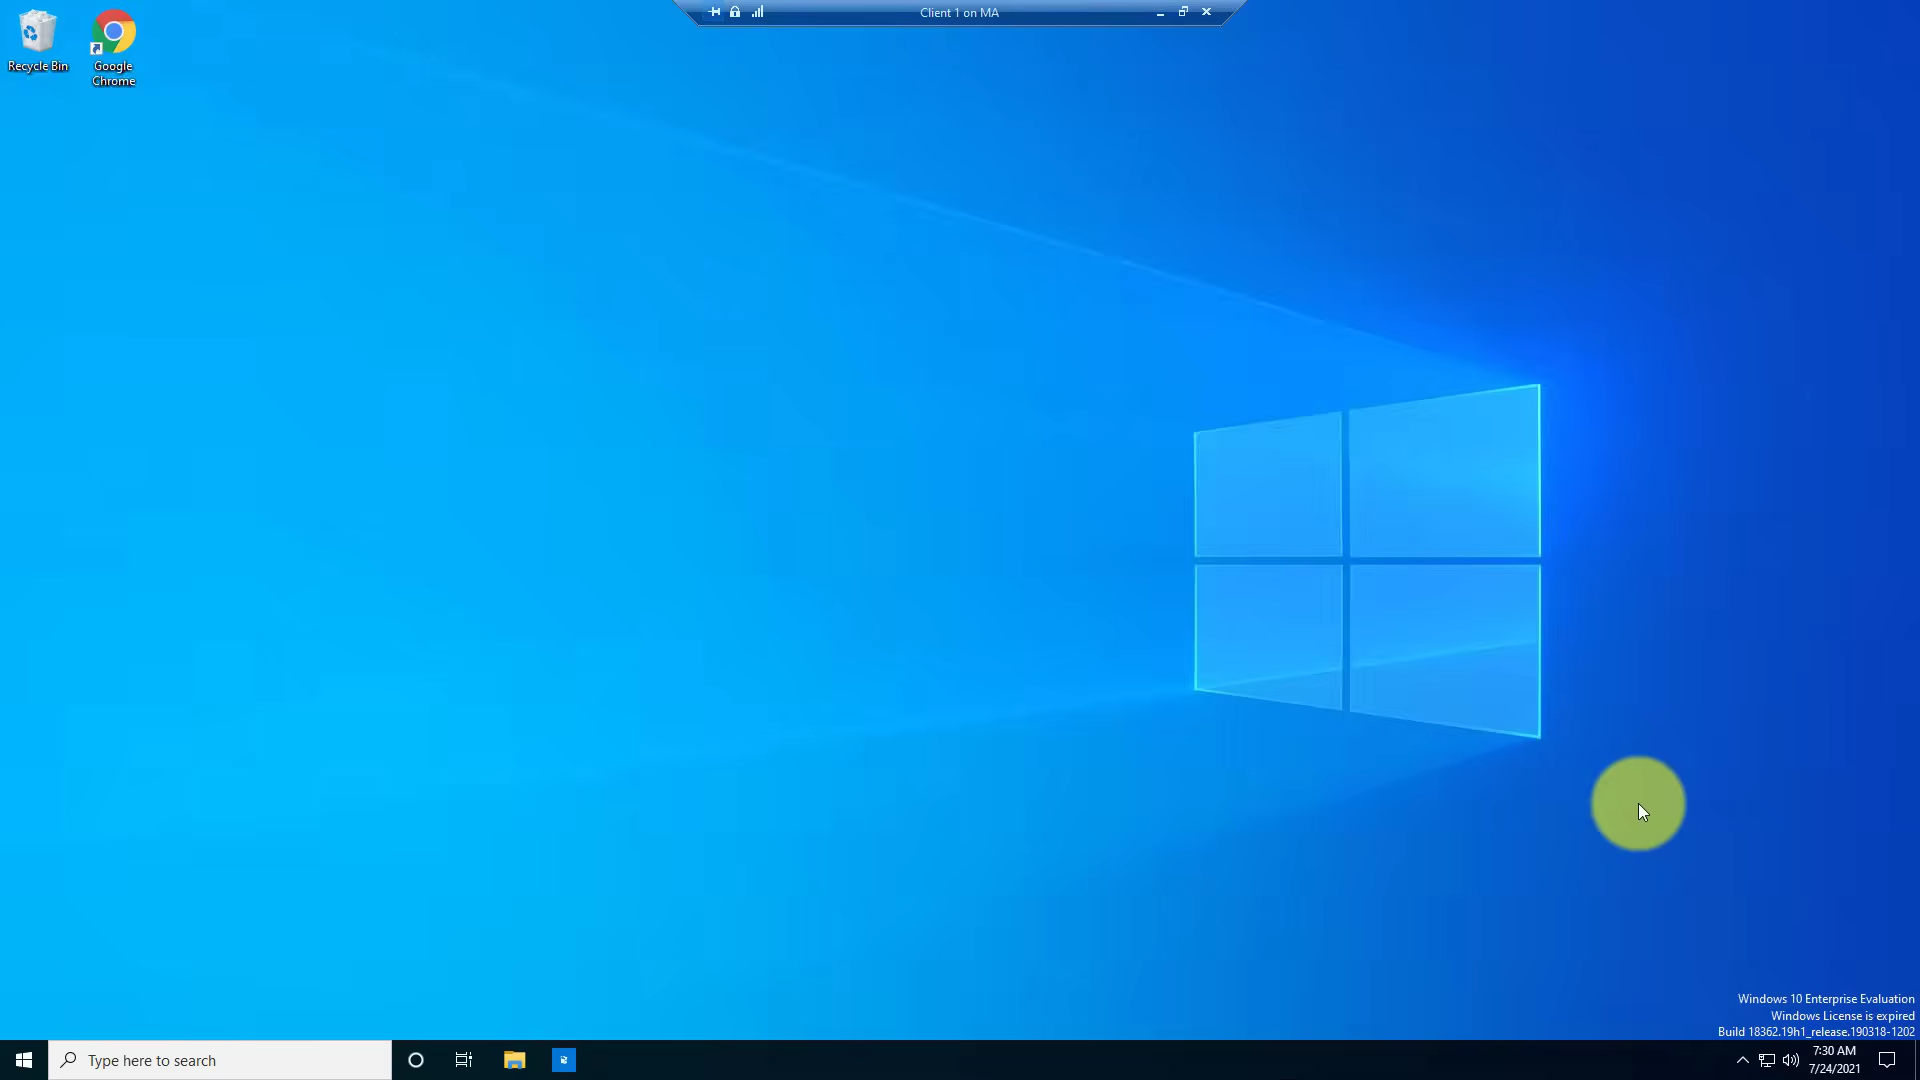 Client 1 on MA
Recycle Bin
Google
Chrome
Windows 10 Enterprise Evaluation
Windows License is expired
Build 18362.19h1_release.190318-1202
Type here to search
7:30 AM
7/24/2021